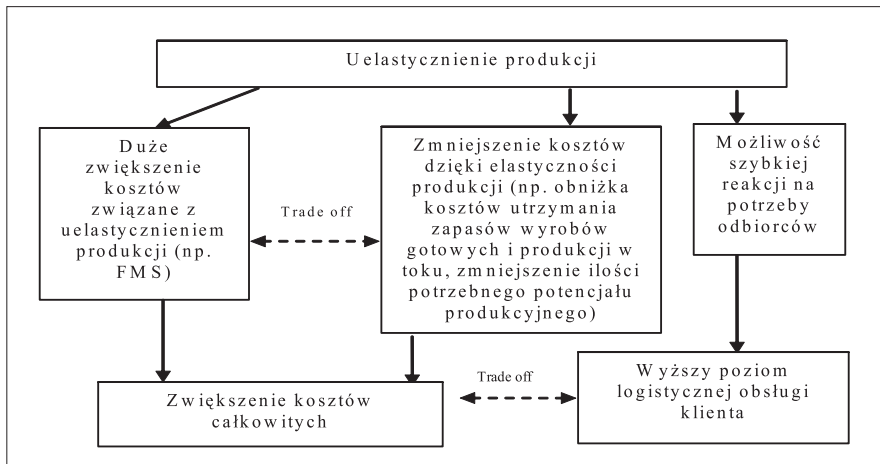 Uelastycznienie produkcji
Duże
zwiększenie
kosztów
związane z
uelastycznieniem
produkcji (np.
FMS)
Trade off
Zmniejszenie kosztów
dzięki elastyczności
produkcji (np. obniżka
kosztów utrzymania
zapasów wyrobów
gotowych i produkcji w
toku, zmniejszenie ilości
potrzebnego potencjału
produkcyjnego)
Możliwość
szybkiej
reakcji na
potrzeby
odbiorców
Zwiększenie kosztów
całkowitych
Trade off
Wyższy poziom
logistycznej obsługi
klienta